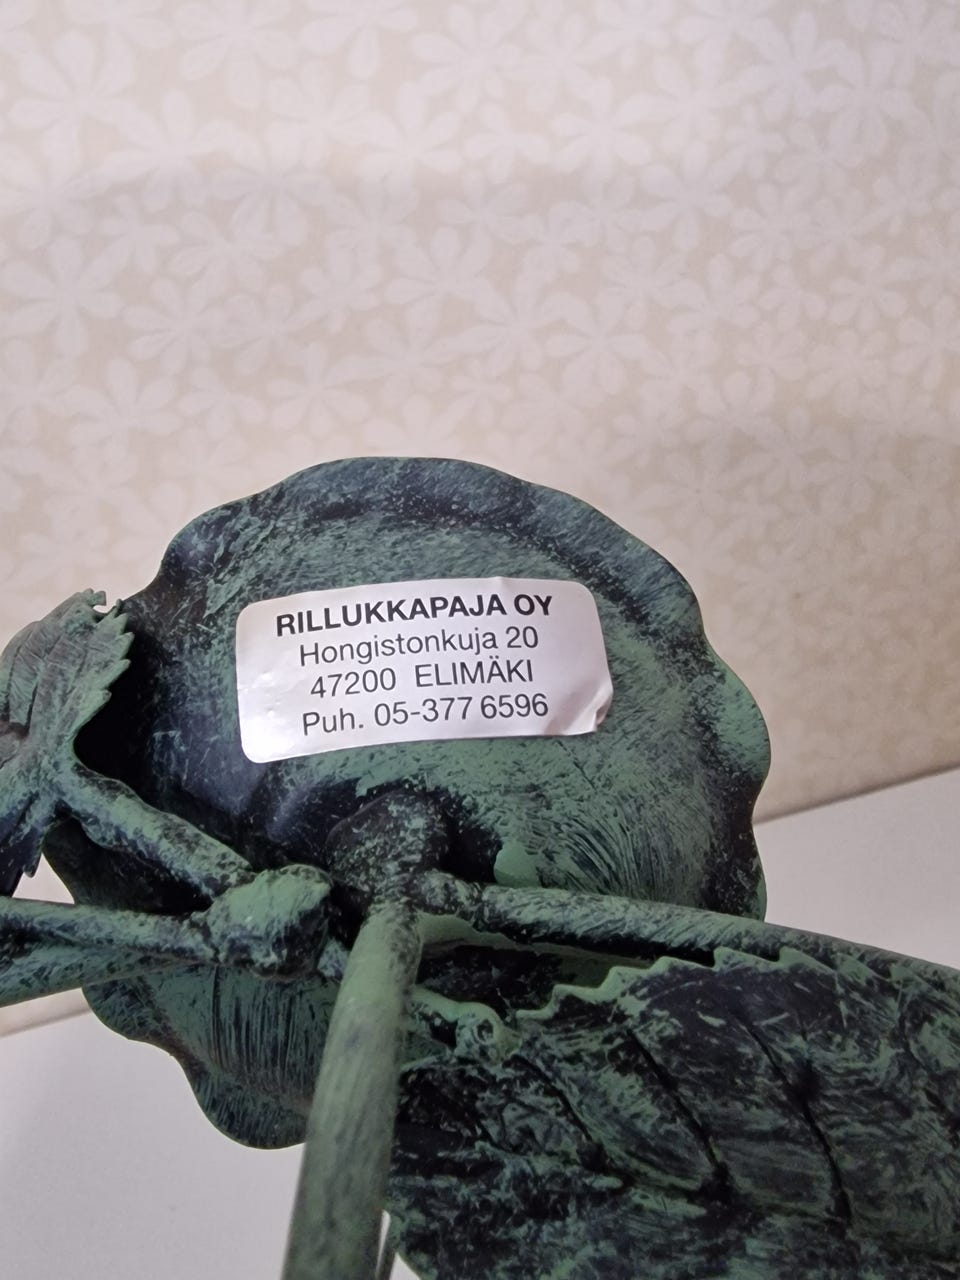 RILLUKKAPAJA OY
Hongistonkuja 20
47200 ELIMÄKI
Puh. 05-377 6596